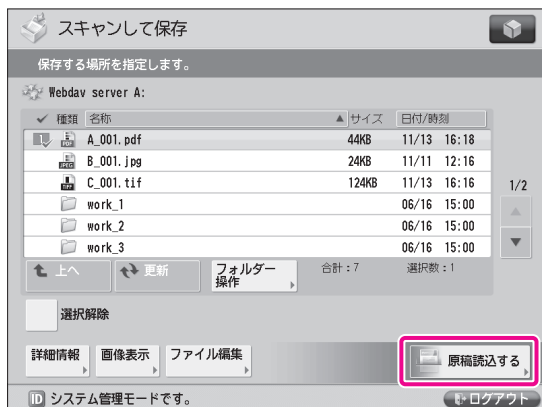 スキャンして保存
保存する場所を指定します。
Webdav server A:
✓ 種類 名称 ▲ サイズ 日付/時刻
1 PDF A_001.pdf 44KB 11/13 16:18
JPEG B_001.jpg 24KB 11/11 12:16
TIFF C_001.tif 124KB 11/13 16:16
1/2
work_1 06/16 15:00
work_2 06/16 15:00
work_3 06/16 15:00
上へ 更新 フォルダー操作 合計:7 選択数:1
選択解除
詳細情報 画像表示 ファイル編集 原稿読込する
ID システム管理モードです。 ログアウト